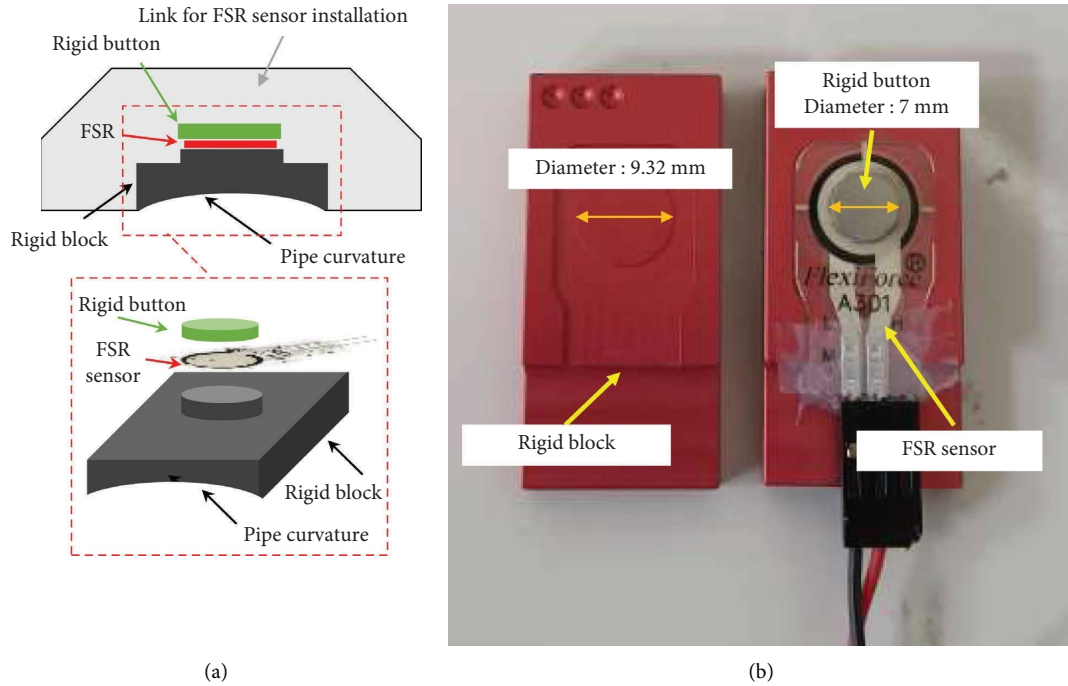 Link for FSR sensor installation
Rigid button
FSR
Rigid block
Pipe curvature
Rigid button
FSR
sensor
Rigid block
Pipe curvature
(a)
Rigid button
Diameter : 7 mm
Diameter : 9.32 mm
FlexiForce®
A301
Rigid block
FSR sensor
(b)